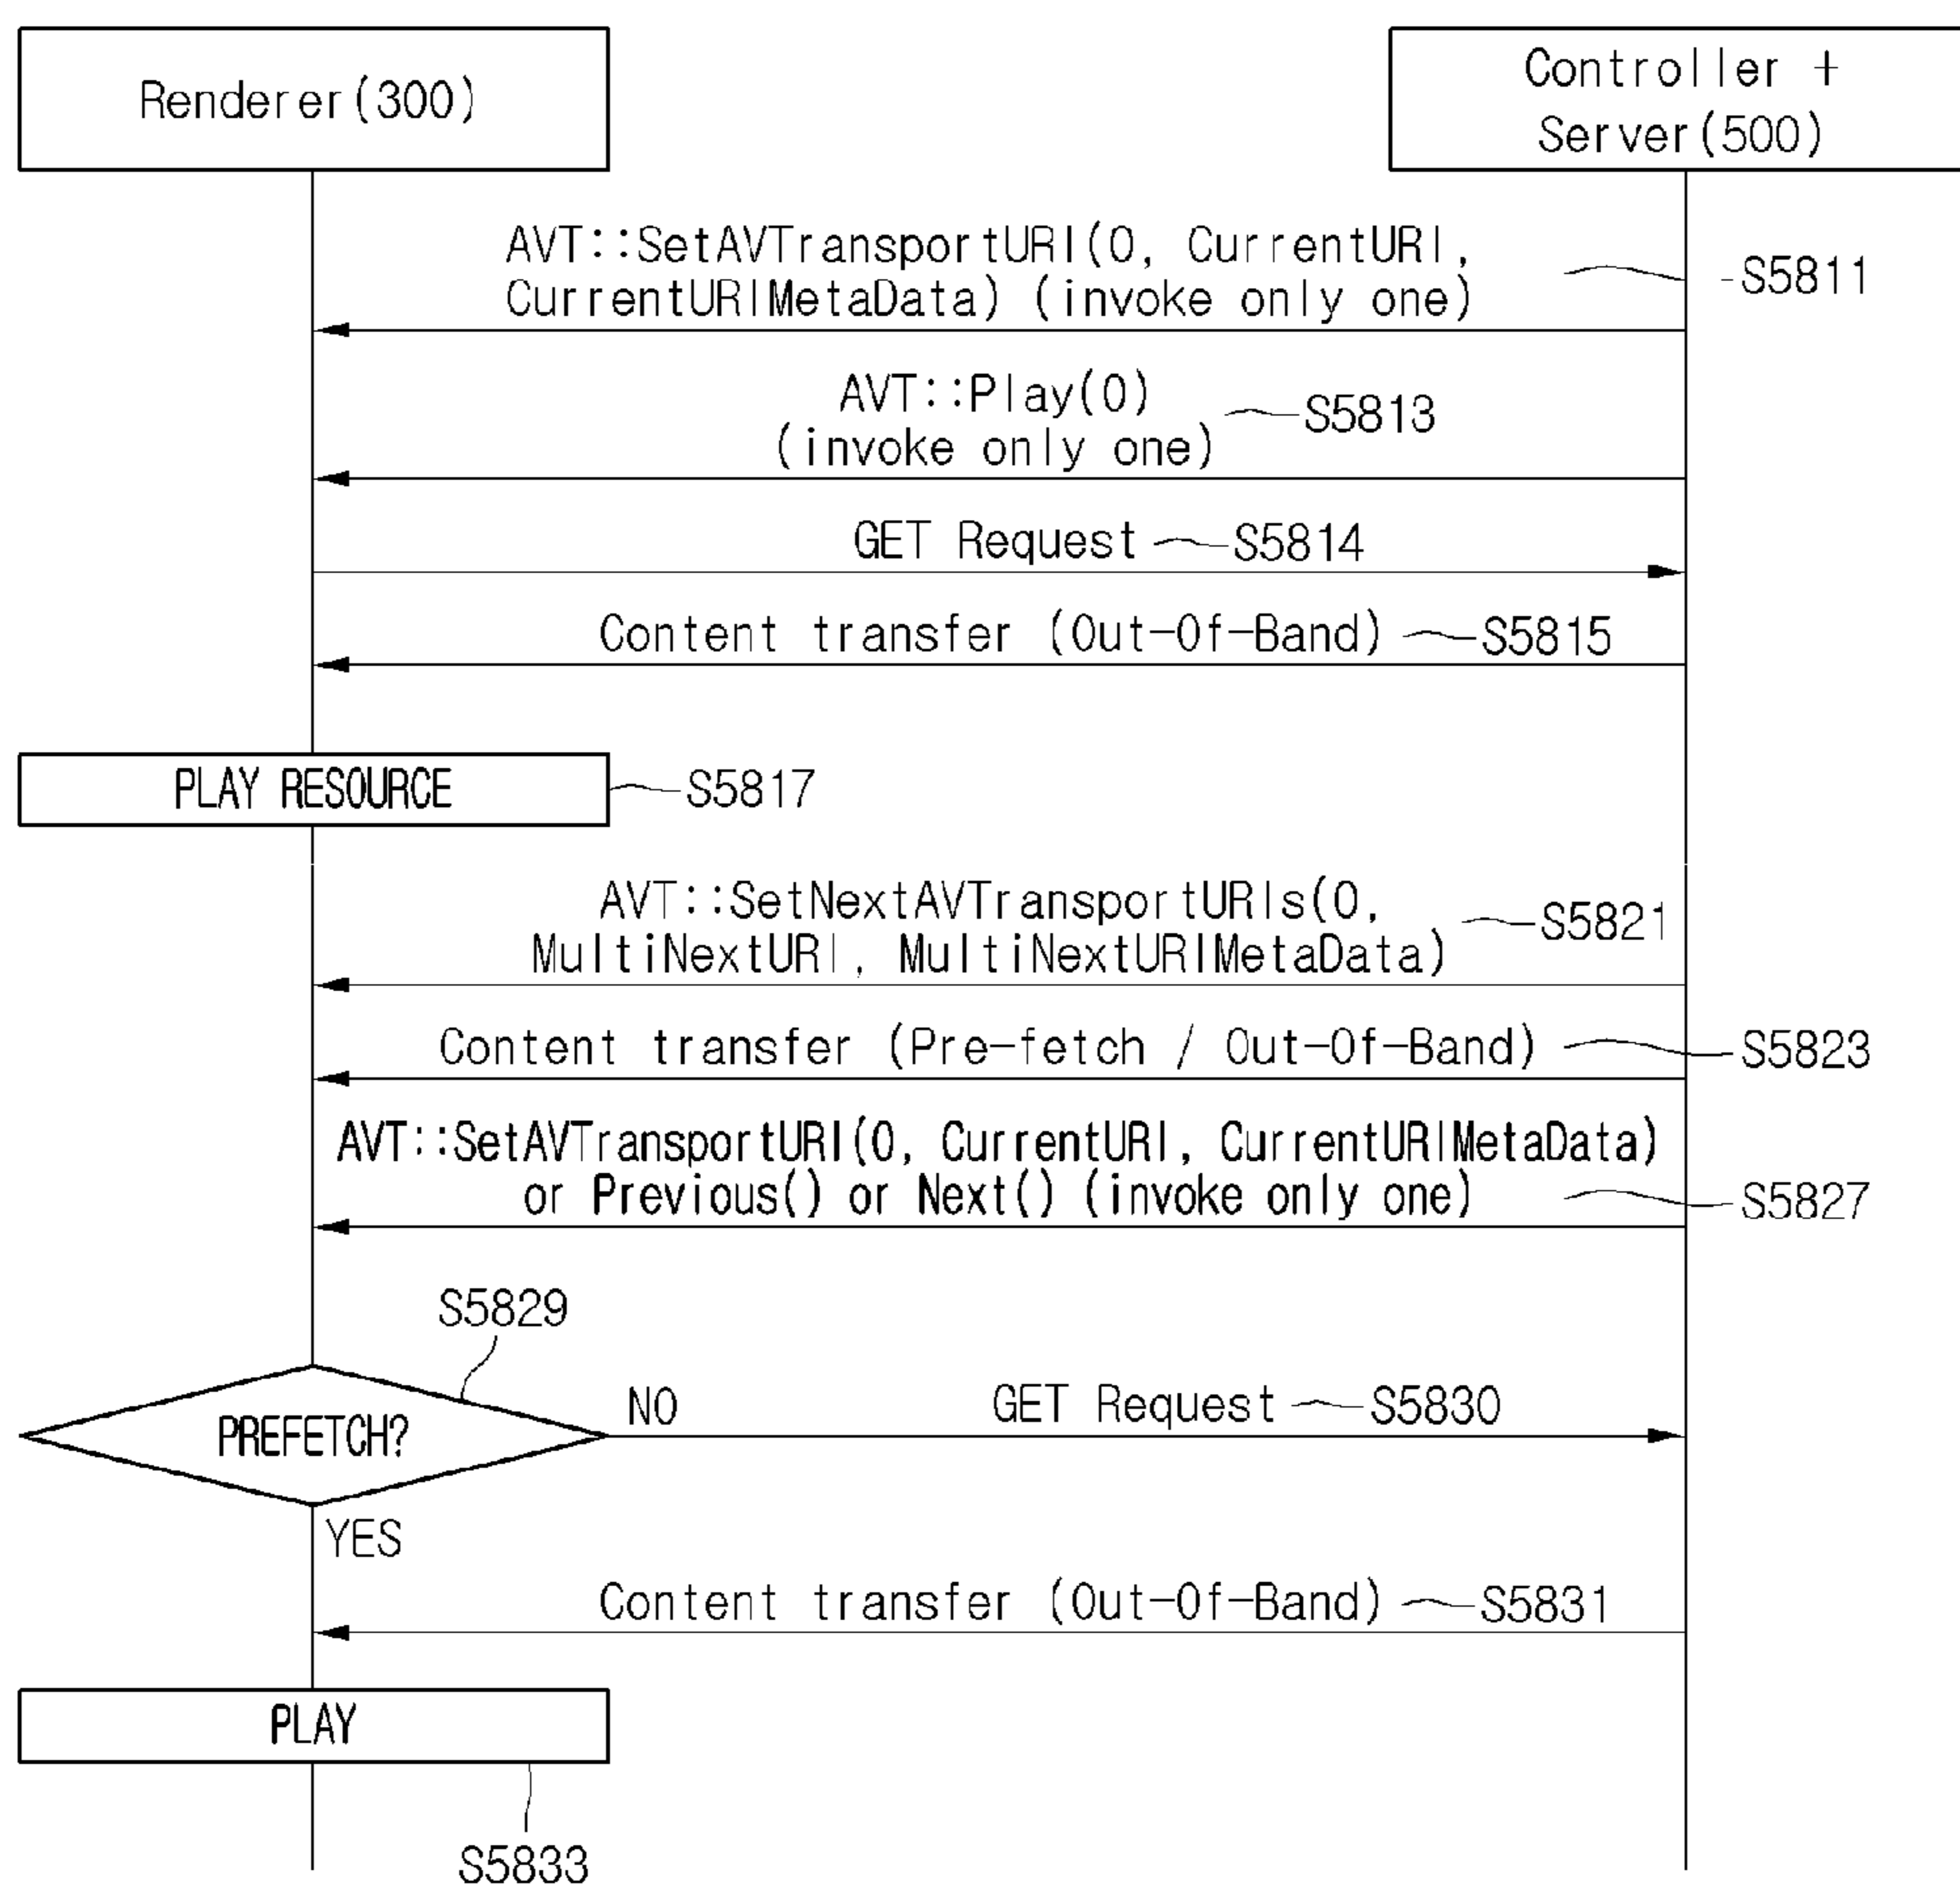 Renderer(300)
Controller +
Server(500)
AVT::SetAVTransportURI(0, CurrentURI,
CurrentURIMetaData) (invoke only one)
S5811
AVT::Play(0)
(invoke only one)
S5813
GET Request
S5814
Content transfer (Out-Of-Band)
S5815
PLAY RESOURCE
S5817
AVT::SetNextAVTransportURIs(0,
MultiNextURI, MultiNextURIMetaData)
S5821
Content transfer (Pre-fetch / Out-Of-Band)
S5823
AVT::SetAVTransportURI(0, CurrentURI, CurrentURIMetaData)
or Previous() or Next() (invoke only one)
S5827
S5829
PREFETCH?
NO
GET Request
S5830
YES
Content transfer (Out-Of-Band)
S5831
PLAY
S5833